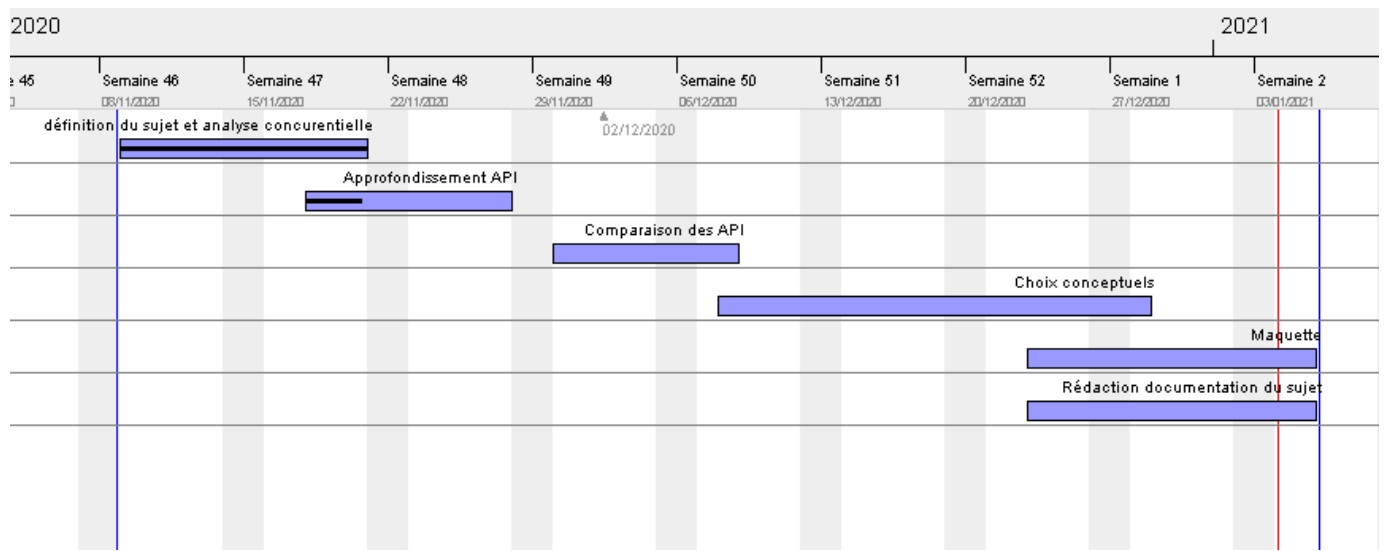 2020
2021
45
Semaine 46
Semaine 47
Semaine 48
Semaine 49
Semaine 50
Semaine 51
Semaine 52
Semaine 1
Semaine 2
08/11/2020
15/11/2020
22/11/2020
29/11/2020
06/12/2020
13/12/2020
20/12/2020
27/12/2020
03/01/2021
02/12/2020
définition du sujet et analyse concurentielle
Approfondissement API
Comparaison des API
Choix conceptuels
Maquette
Rédaction documentation du sujet